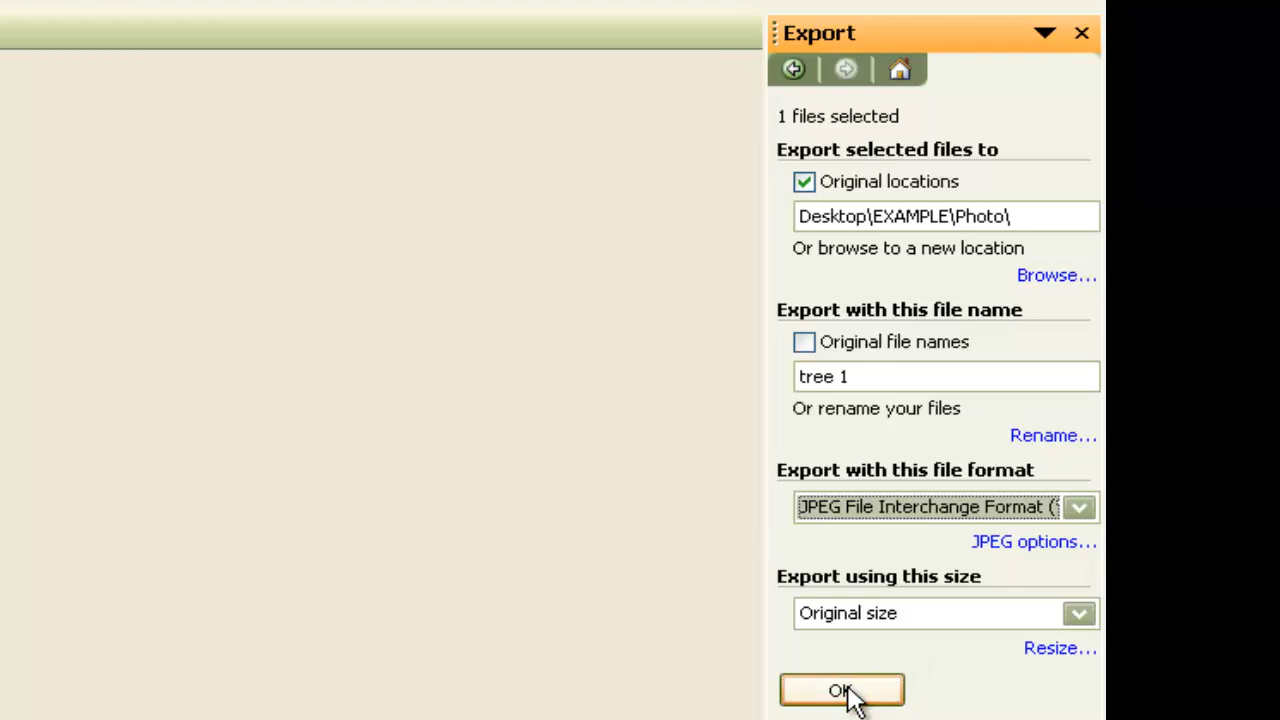 Export
1 files selected
Export selected files to
Original locations
Desktop\EXAMPLE\Photo\
Or browse to a new location
Browse...
Export with this file name
Original file names
tree 1
Or rename your files
Rename...
Export with this file format
JPEG File Interchange Format (
JPEG options...
Export using this size
Original size
Resize...
OK